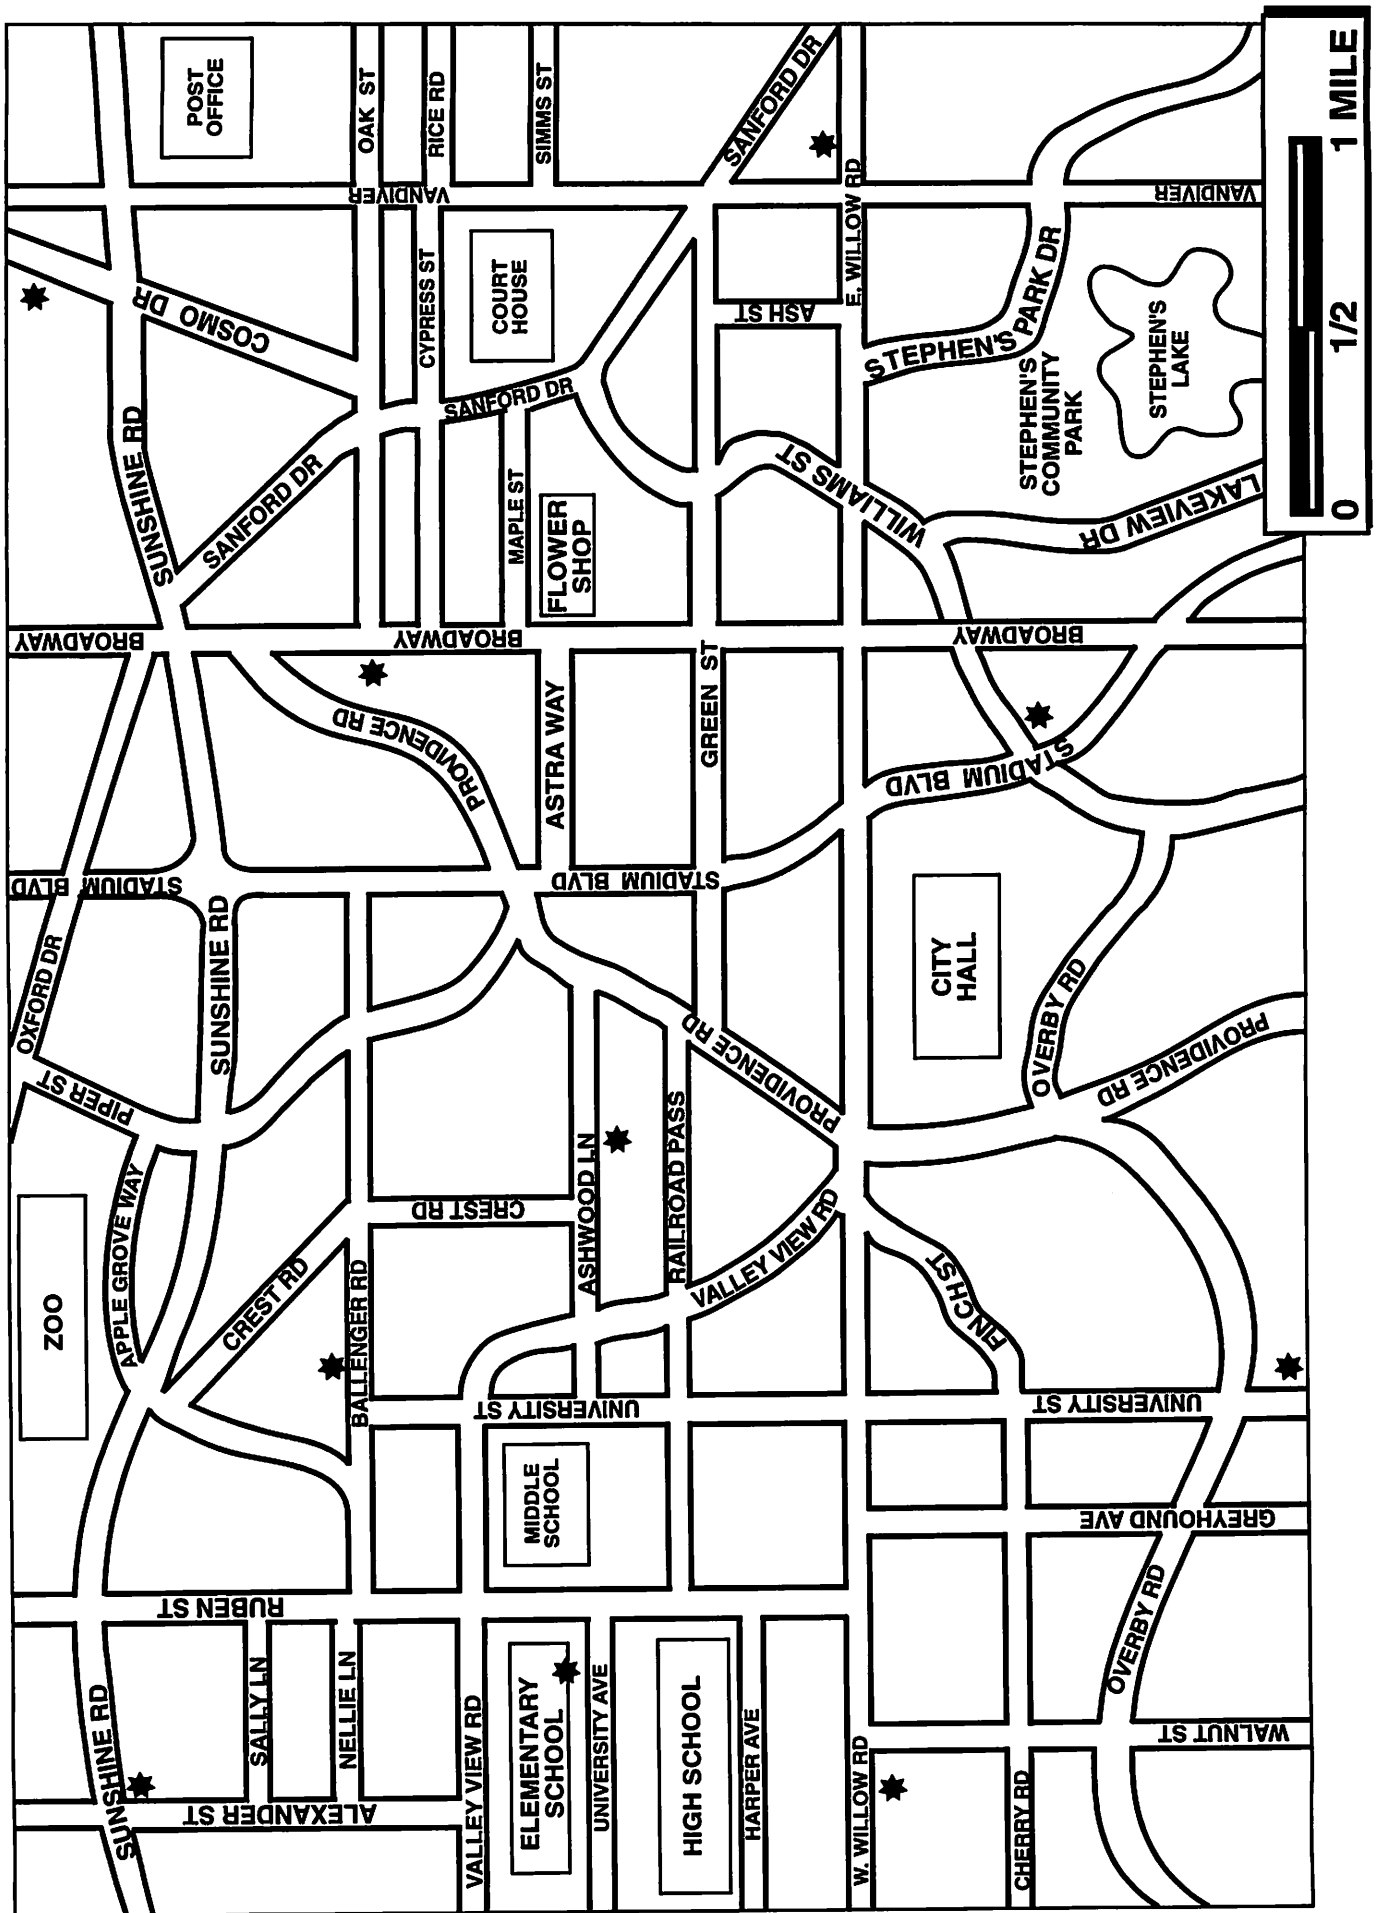 POST
OFFICE
OAK ST
RICE RD
SIMMS ST
SANFORD DR
VANDIVER
E. WILLOW RD
VANDIVER
1 MILE
1/2
0
COSMO DR
CYPRESS ST
COURT
HOUSE
ASH ST
STEPHEN'S PARK DR
STEPHEN'S
LAKE
STEPHEN'S
COMMUNITY
PARK
SANFORD DR
SUNSHINE RD
SANFORD DR
MAPLE ST
FLOWER
SHOP
WILLIAMS ST
LAKEVIEW DR
BROADWAY
BROADWAY
BROADWAY
PROVIDENCE RD
ASTRA WAY
GREEN ST
STADIUM BLVD
STADIUM BLVD
STADIUM BLVD
OXFORD DR
SUNSHINE RD
CITY
HALL
OVERBY RD
PROVIDENCE RD
PROVIDENCE RD
PIPER ST
APPLE GROVE WAY
ZOO
CREST RD
CREST RD
BALLENGER RD
ASHWOOD LN
RAILROAD PASS
VALLEY VIEW RD
FINCH ST
UNIVERSITY ST
UNIVERSITY ST
MIDDLE
SCHOOL
GREYHOUND AVE
RUBEN ST
OVERBY RD
SUNSHINE RD
SALLY LN
NELLIE LN
VALLEY VIEW RD
ELEMENTARY
SCHOOL
UNIVERSITY AVE
HIGH SCHOOL
HARPER AVE
W. WILLOW RD
CHERRY RD
WALNUT ST
ALEXANDER ST